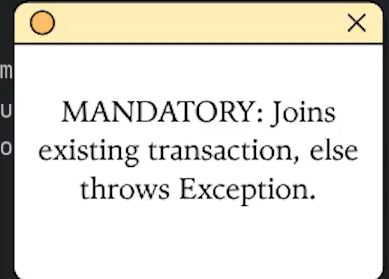 m
u
o
MANDATORY: Joins
existing transaction, else
throws Exception.